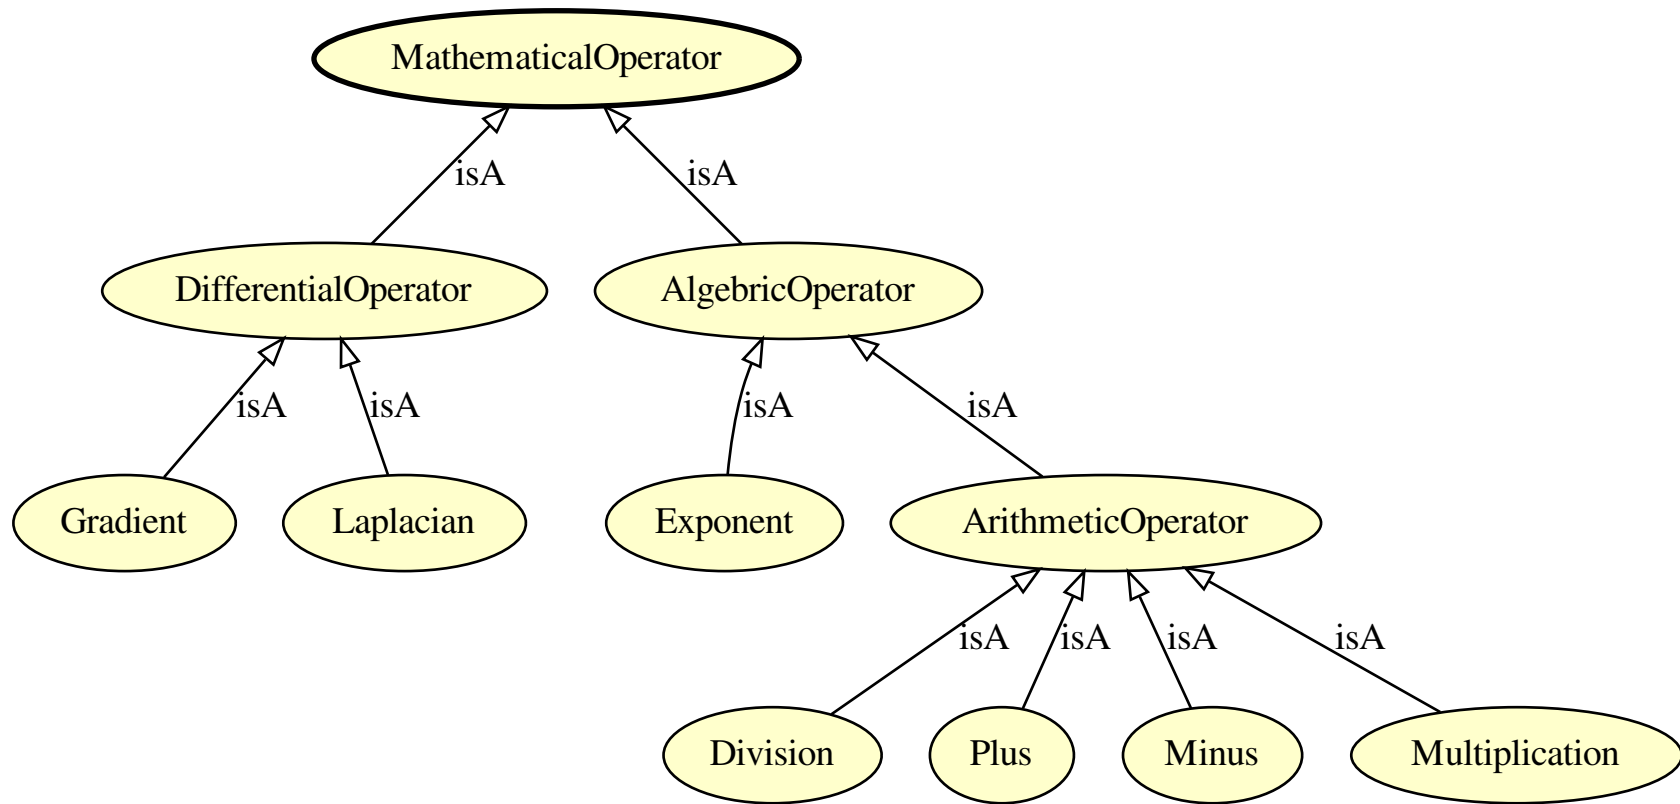 MathematicalOperator
isA
isA
DifferentialOperator
AlgebricOperator
isA
isA
isA
isA
Gradient
Laplacian
Exponent
ArithmeticOperator
isA
isA
isA
isA
Division
Plus
Minus
Multiplication